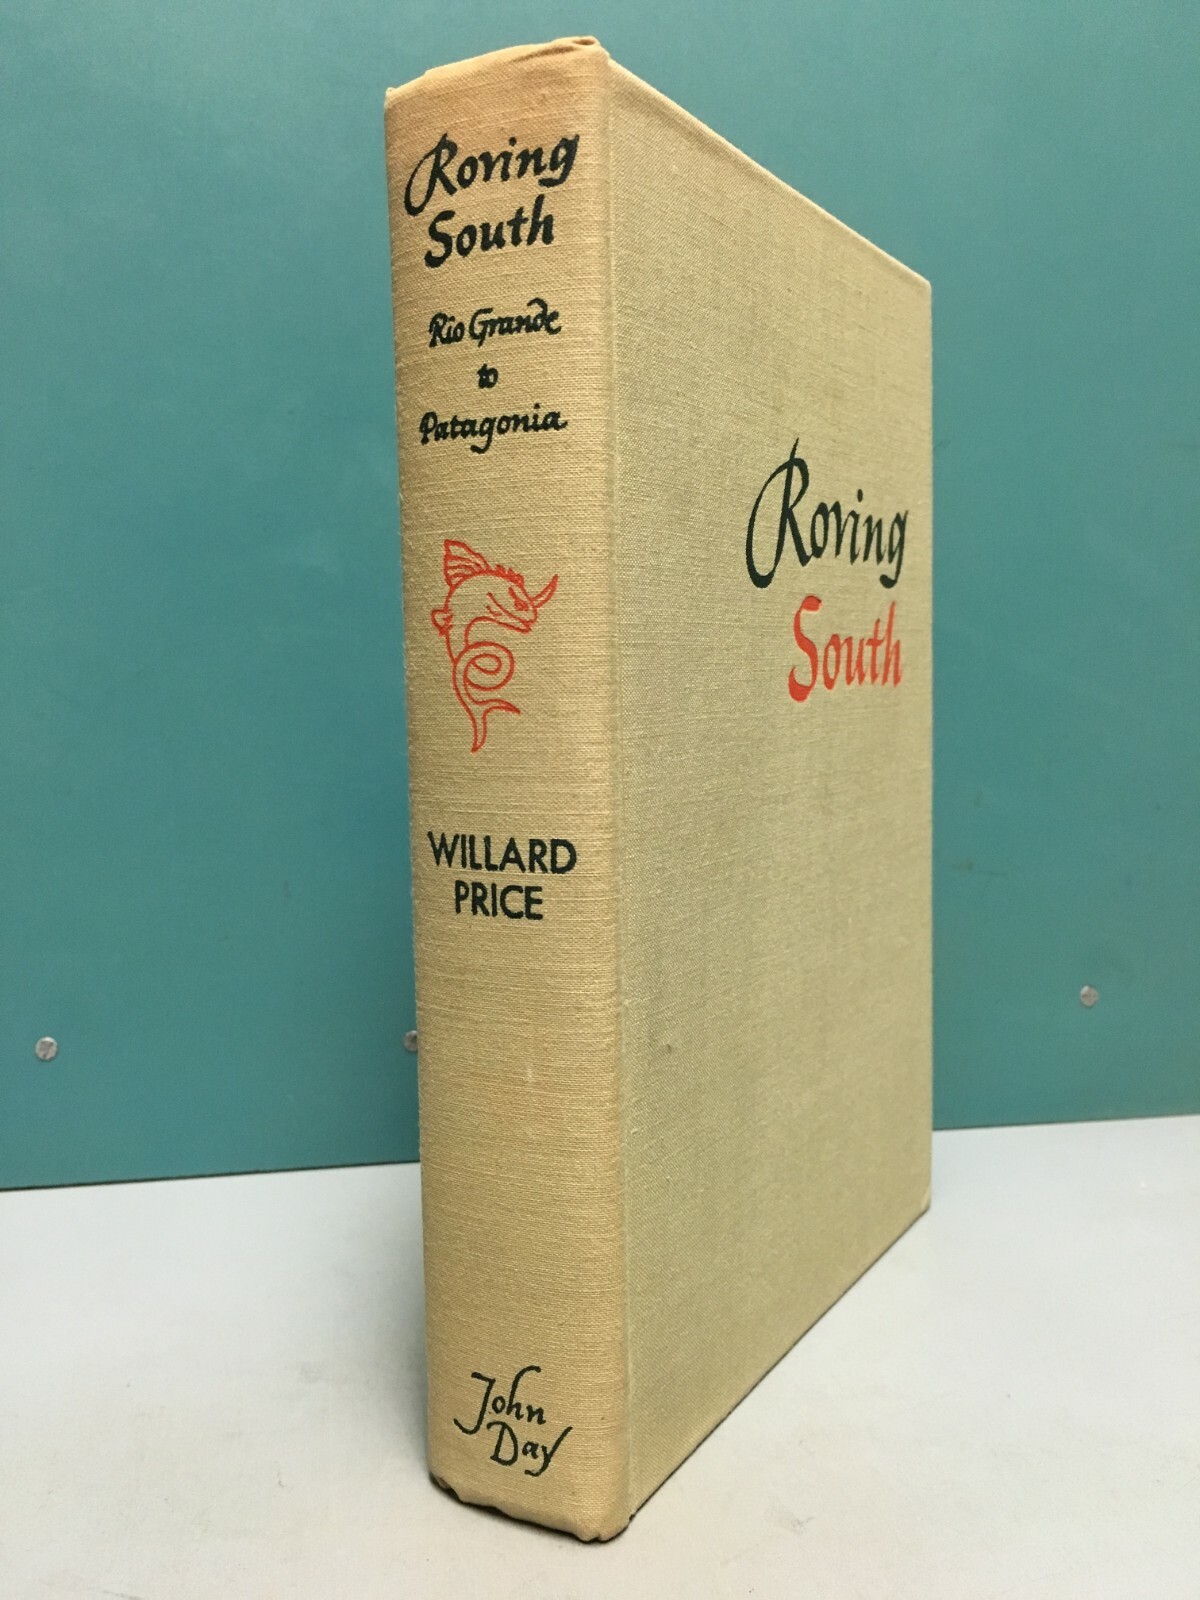 Roving
South
Rio Grande
to
Patagonia
WILLARD
PRICE
John
Day
Roving
South